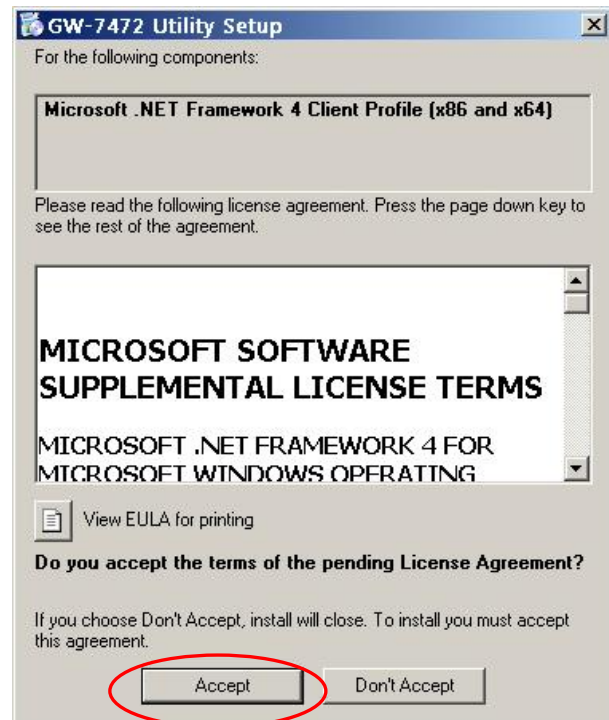 GW-7472 Utility Setup
For the following components:
Microsoft .NET Framework 4 Client Profile (x86 and x64)
Please read the following license agreement. Press the page down key to
see the rest of the agreement.
MICROSOFT SOFTWARE
SUPPLEMENTAL LICENSE TERMS
MICROSOFT .NET FRAMEWORK 4 FOR
MICROSOFT WINDOWS OPERATING
View EULA for printing
Do you accept the terms of the pending License Agreement?
If you choose Don't Accept, install will close. To install you must accept
this agreement.
Accept
Don't Accept